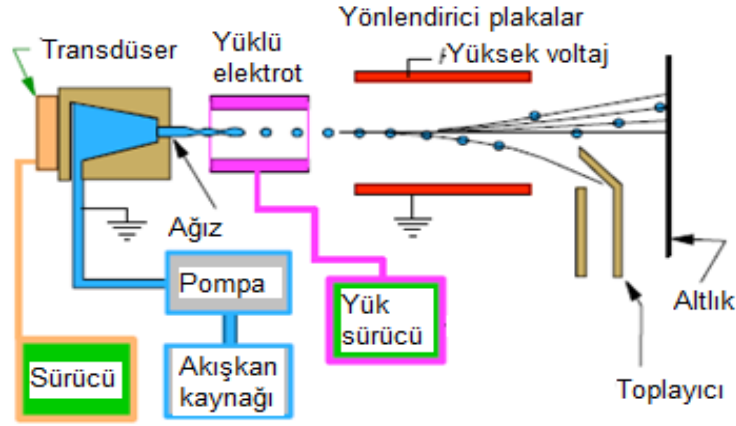 Yönlendirici plakalar
Transdüser
Yüklü
elektrot
Yüksek voltaj
Ağız
Pompa
Yük
sürücü
Altlık
Sürücü
Akışkan
kaynağı
Toplayıcı